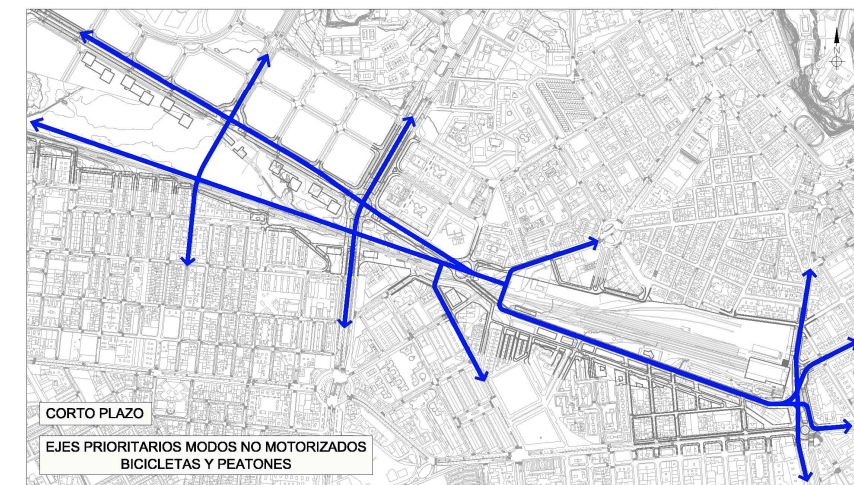 N
CORTO PLAZO
EJES PRIORITARIOS MODOS NO MOTORIZADOS
BICICLETAS Y PEATONES